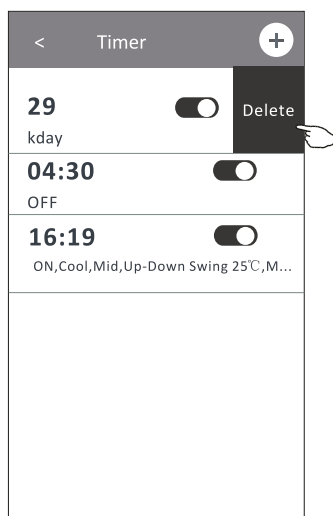 < Timer +
29 Delete
kday
04:30
OFF
16:19
ON,Cool,Mid,Up-Down Swing 25℃,M...